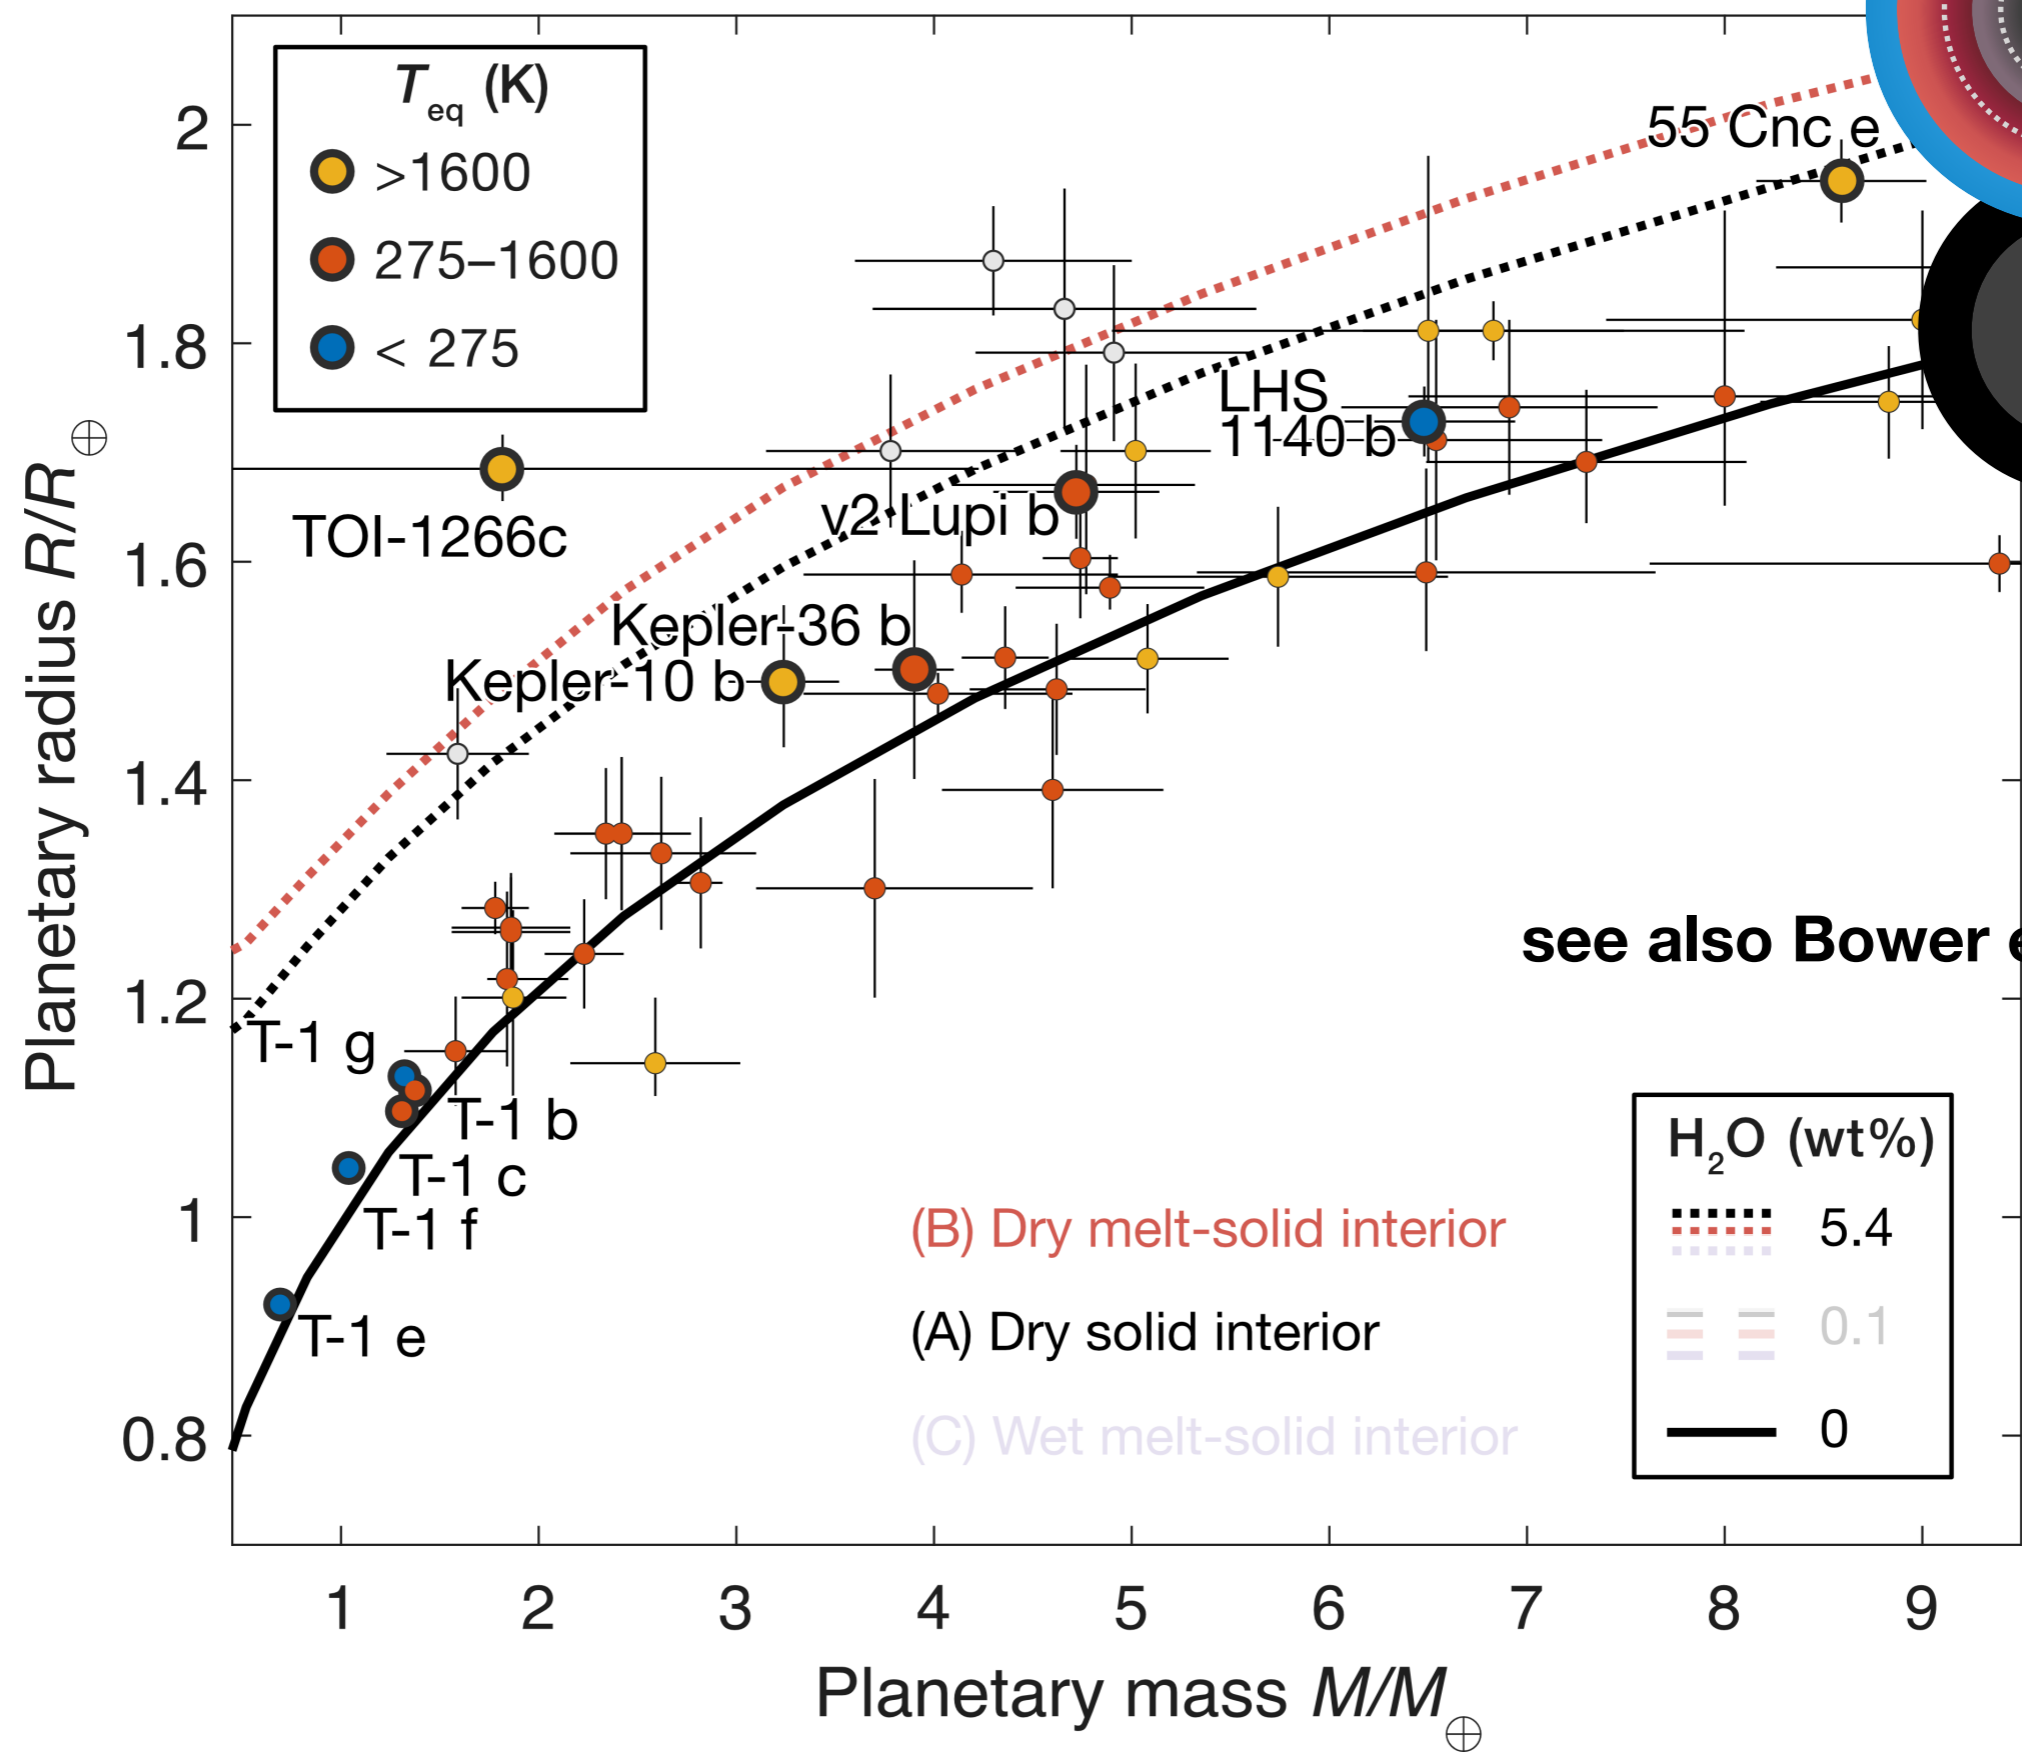 T_eq (K)
>1600
275–1600
< 275
2
1.8
1.6
1.4
1.2
1
0.8
Planetary radius R/R⊕
55 Cnc e
LHS
1140 b
TOI-1266c
v2 Lupi b
Kepler-36 b
Kepler-10 b
T-1 g
T-1 b
T-1 c
T-1 f
T-1 e
see also Bower
(B) Dry melt-solid interior
(A) Dry solid interior
(C) Wet melt-solid interior
H₂O (wt%)
5.4
0.1
0
1 2 3 4 5 6 7 8 9
Planetary mass M/M⊕